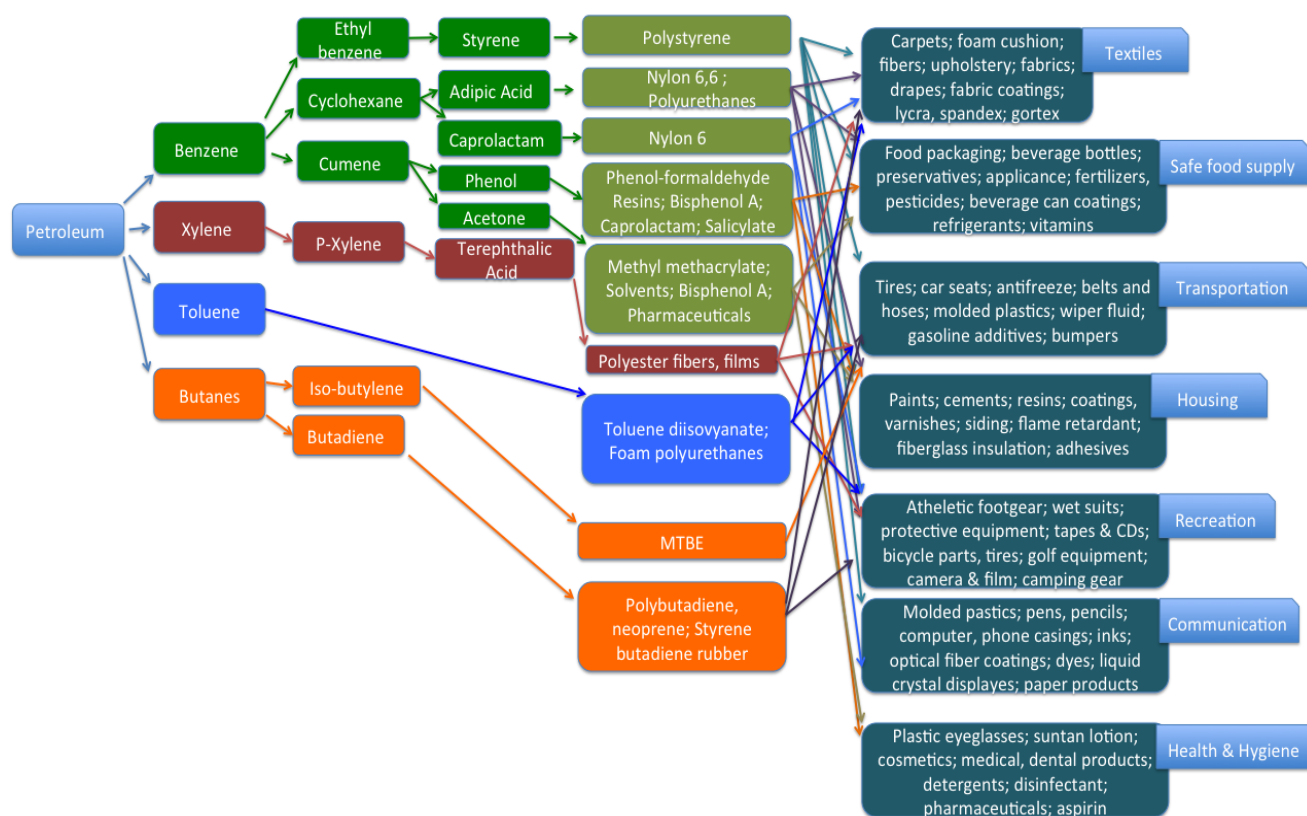 Petroleum
Benzene
Xylene
Toluene
Butanes
Ethyl
benzene
Cyclohexane
Cumene
P-Xylene
Iso-butylene
Butadiene
Styrene
Adipic Acid
Caprolactam
Phenol
Acetone
Terephthalic
Acid
Polystyrene
Nylon 6,6 ;
Polyurethanes
Nylon 6
Phenol-formaldehyde
Resins; Bisphenol A;
Caprolactam; Salicylate
Methyl methacrylate;
Solvents; Bisphenol A;
Pharmaceuticals
Polyester fibers, films
Toluene diisovyanate;
Foam polyurethanes
MTBE
Polybutadiene,
neoprene; Styrene
butadiene rubber
Carpets; foam cushion;
fibers; upholstery; fabrics;
drapes; fabric coatings;
lycra, spandex; gortex
Textiles
Food packaging; beverage bottles;
preservatives; applicance; fertilizers,
pesticides; beverage can coatings;
refrigerants; vitamins
Safe food supply
Tires; car seats; antifreeze; belts and
hoses; molded plastics; wiper fluid;
gasoline additives; bumpers
Transportation
Paints; cements; resins; coatings,
varnishes; siding; flame retardant;
fiberglass insulation; adhesives
Housing
Atheletic footgear; wet suits;
protective equipment; tapes & CDs;
bicycle parts, tires; golf equipment;
camera & film; camping gear
Recreation
Molded pastics; pens, pencils;
computer, phone casings; inks;
optical fiber coatings; dyes; liquid
crystal displayes; paper products
Communication
Plastic eyeglasses; suntan lotion;
cosmetics; medical, dental products;
detergents; disinfectant;
pharmaceuticals; aspirin
Health & Hygiene